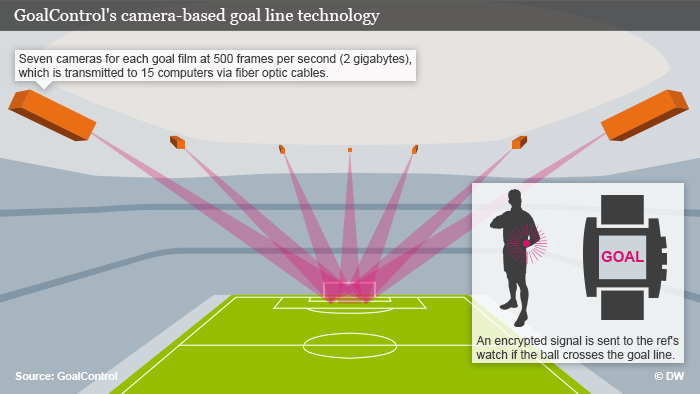 GoalControl's camera-based goal line technology
Seven cameras for each goal film at 500 frames per second (2 gigabytes),
which is transmitted to 15 computers via fiber optic cables.
GOAL
An encrypted signal is sent to the ref's
watch if the ball crosses the goal line.
Source: GoalControl
© DW